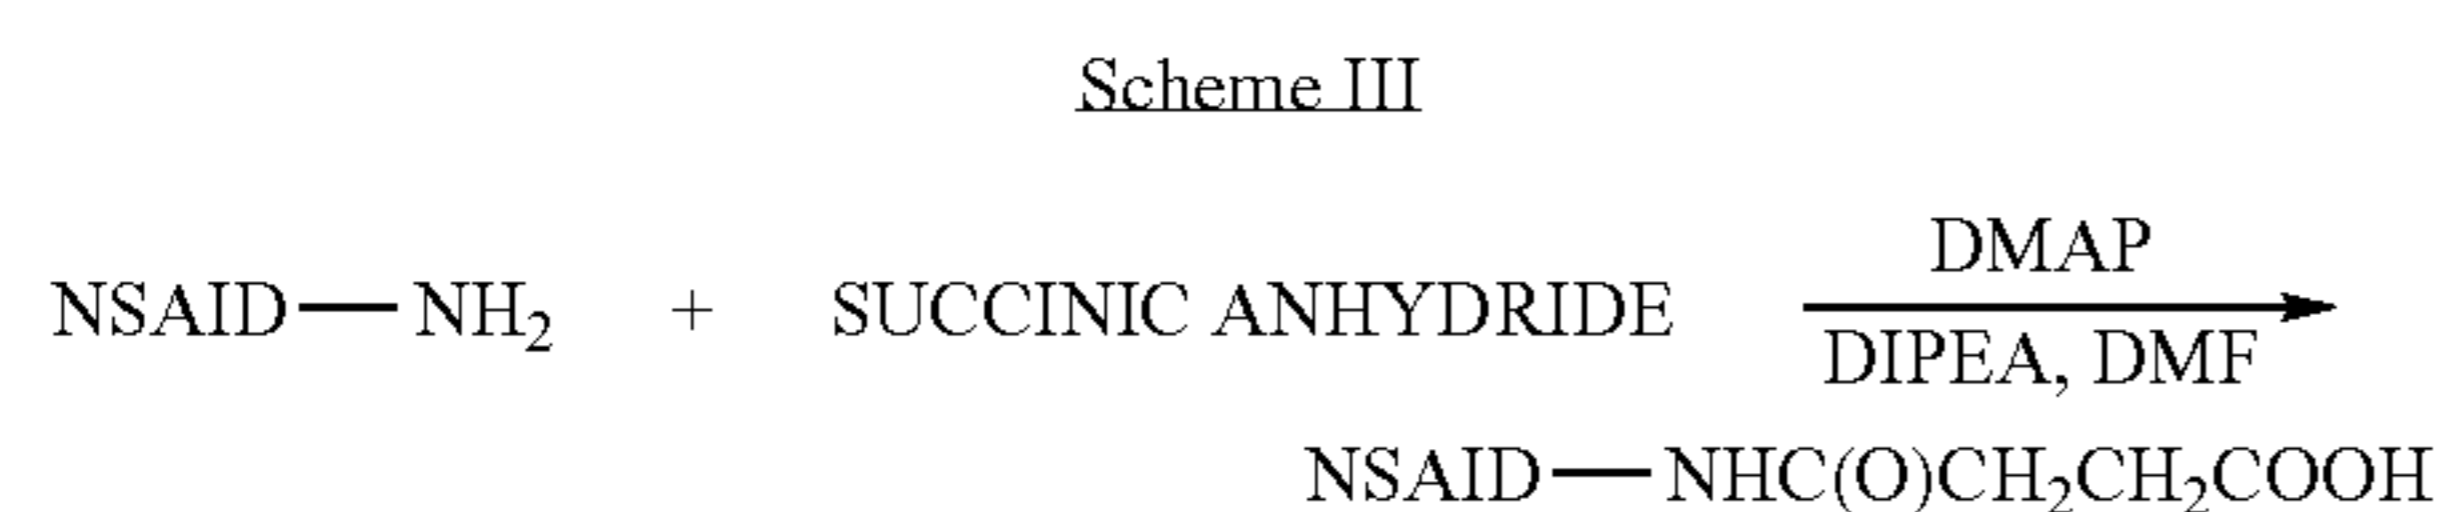 Scheme III
DMAP
NSAID—NH2 + SUCCINIC ANHYDRIDE
DIPEA, DMF
NSAID—NHC(O)CH2CH2COOH